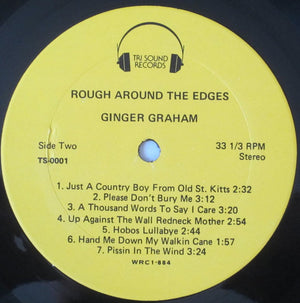 TRI SOUND
RECORDS
ROUGH AROUND THE EDGES
GINGER GRAHAM
Side Two 33 1/3 RPM
TS-0001 Stereo
1. Just A Country Boy From Old St. Kitts 2:32
2. Please Don't Bury Me 3:12
3. A Thousand Words To Say I Care 3:20
4. Up Against The Wall Redneck Mother 2:54
5. Hobos Lullabye 2:45
6. Hand Me Down My Walkin Cane 1:57
7. Pissin In The Wind 3:24
WRC1-884